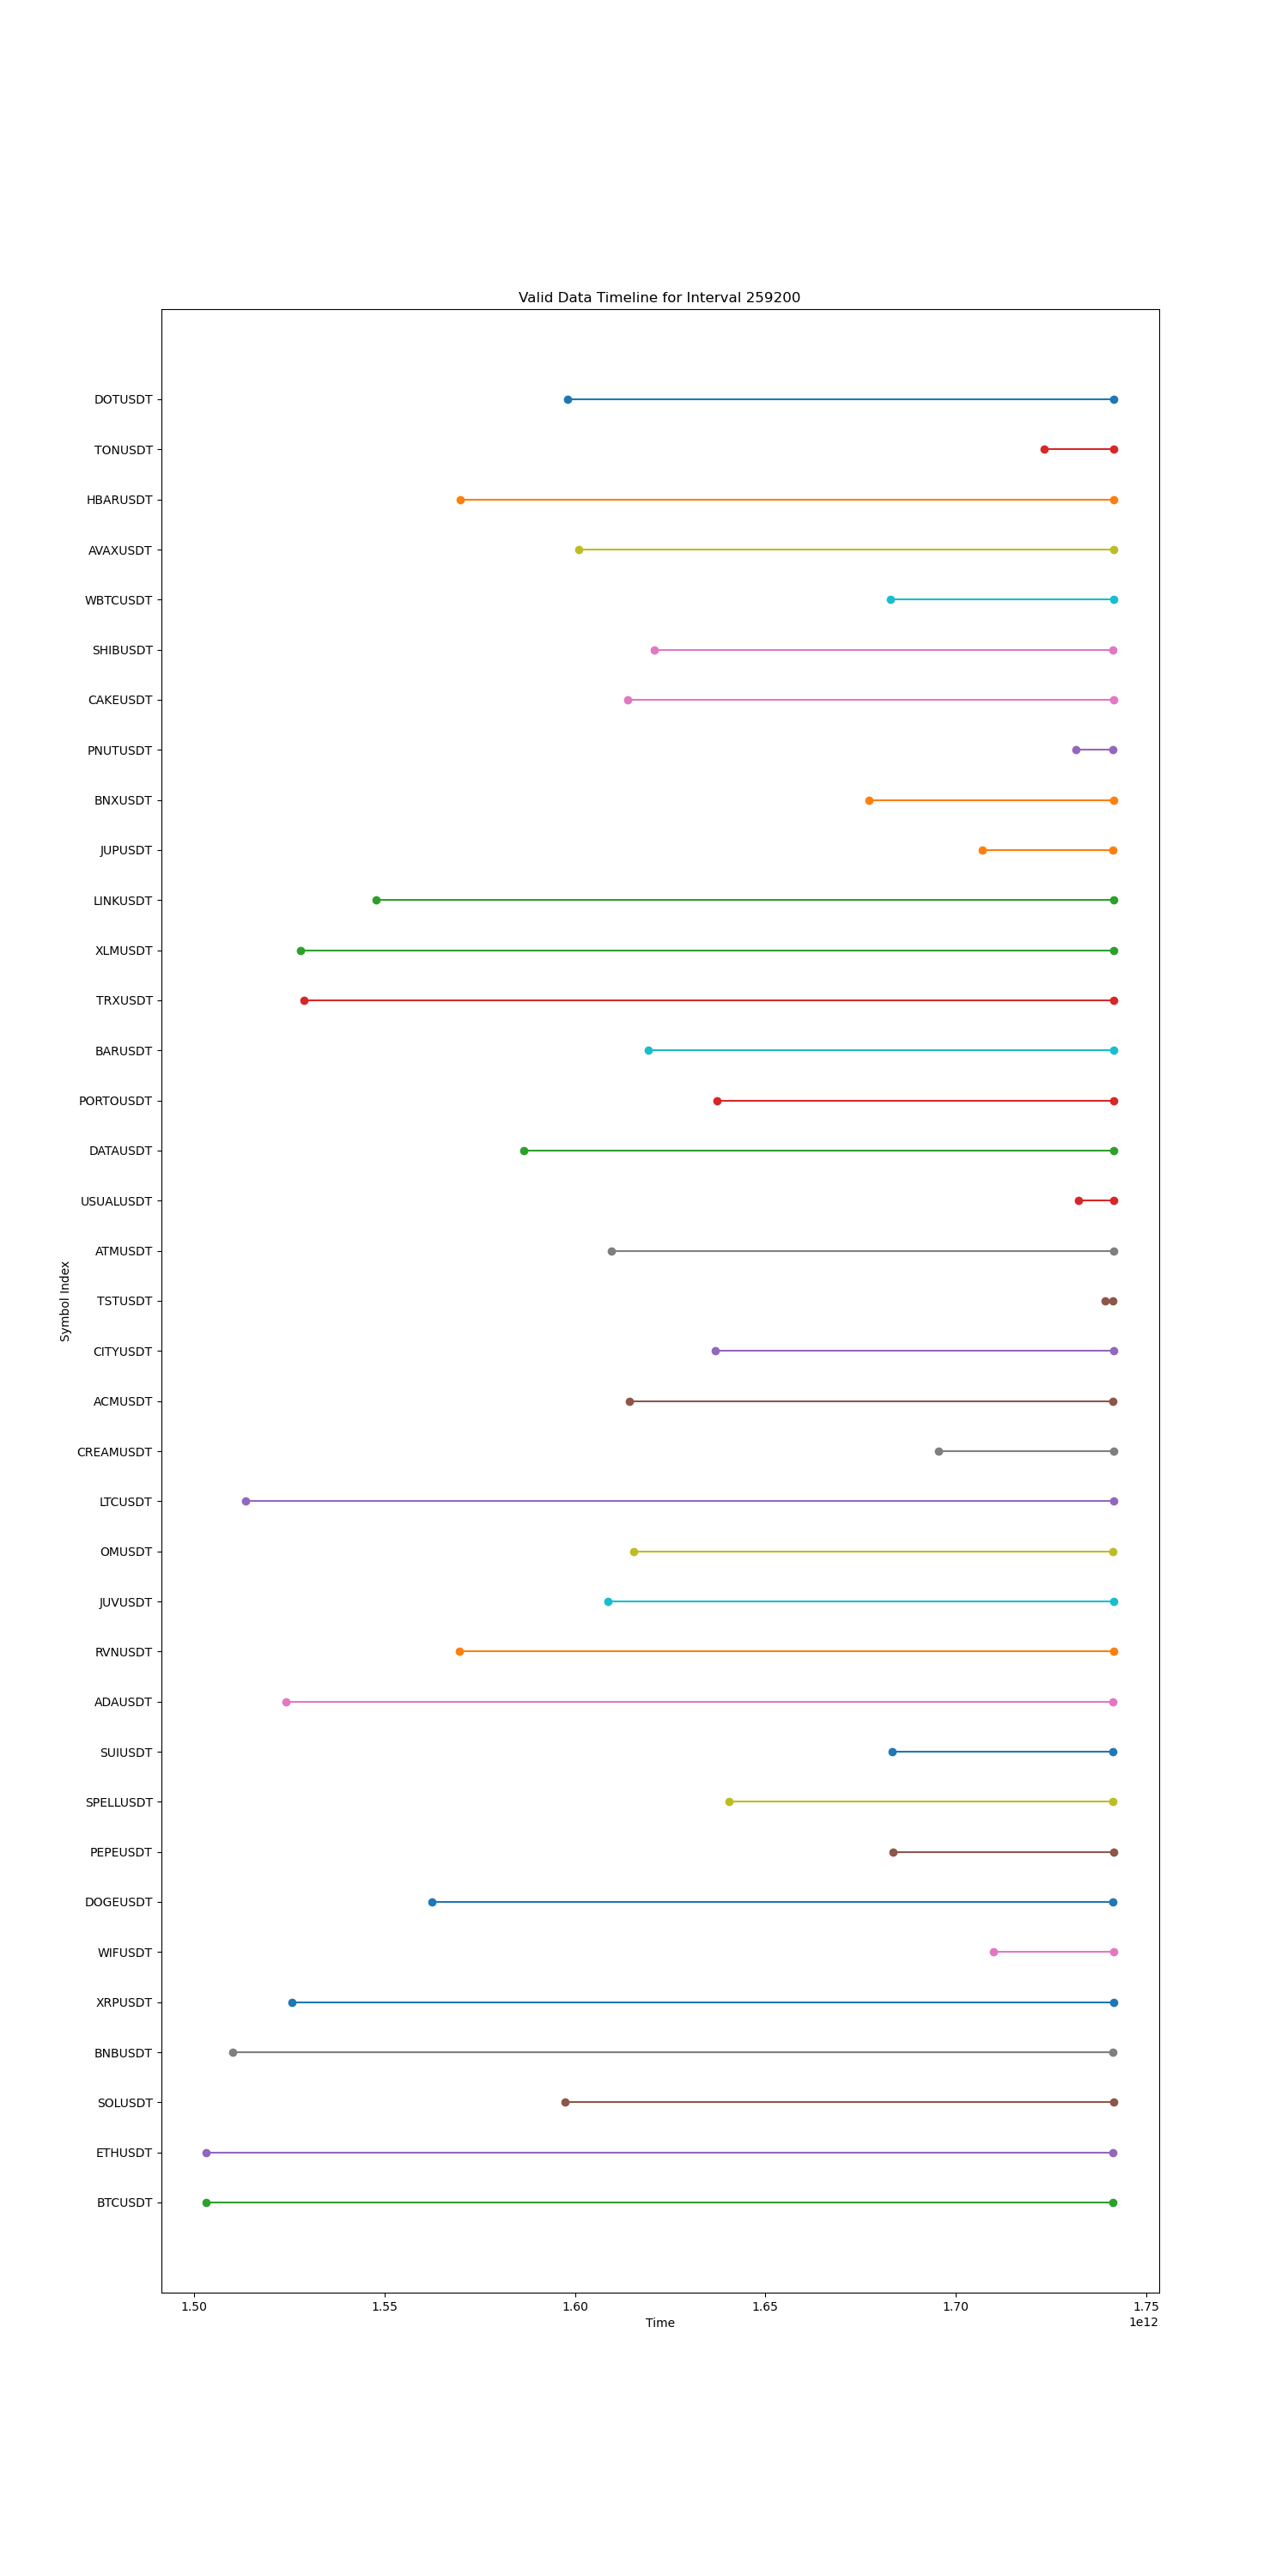 Valid Data Timeline for Interval 259200
DOTUSDT
TONUSDT
HBARUSDT
AVAXUSDT
WBTCUSDT
SHIBUSDT
CAKEUSDT
PNUTUSDT
BNXUSDT
JUPUSDT
LINKUSDT
XLMUSDT
TRXUSDT
BARUSDT
PORTOUSDT
DATAUSDT
USUALUSDT
ATMUSDT
Symbol Index
TSTUSDT
CITYUSDT
ACMUSDT
CREAMUSDT
LTCUSDT
OMUSDT
JUVUSDT
RVNUSDT
ADAUSDT
SUIUSDT
SPELLUSDT
PEPEUSDT
DOGEUSDT
WIFUSDT
XRPUSDT
BNBUSDT
SOLUSDT
ETHUSDT
BTCUSDT
1.50 1.55 1.60 1.65 1.70 1.75
Time 1e12